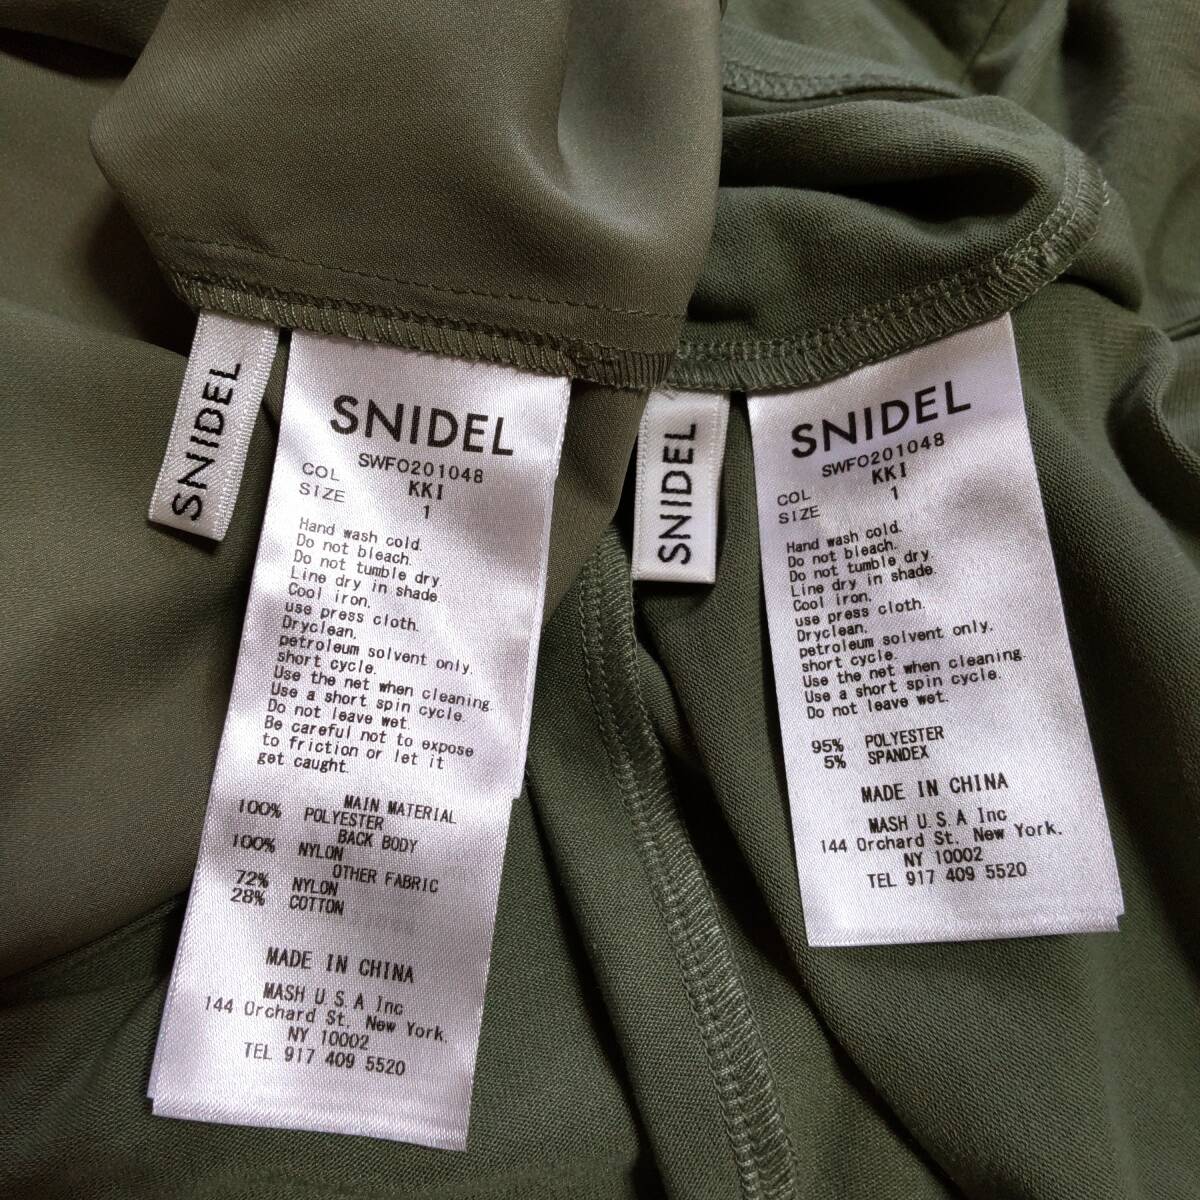 SNIDEL
SNIDEL
SWFO201048
COL KKI
SIZE 1
Hand wash cold.
Do not bleach.
Do not tumble dry.
Line dry in shade.
Cool iron.
use press cloth.
Dryclean.
petroleum solvent only.
short cycle.
Use the net when cleaning.
Use a short spin cycle.
Do not leave wet.
Be careful not to expose
to friction or let it
get caught.
MAIN MATERIAL
100% POLYESTER
BACK BODY
100% NYLON
OTHER FABRIC
72% NYLON
28% COTTON
MADE IN CHINA
MASH U.S.A Inc
144 Orchard St. New York.
NY 10002
TEL 917 409 5520
SNIDEL
SNIDEL
SWFO201048
COL KKI
SIZE 1
Hand wash cold.
Do not bleach.
Do not tumble dry.
Line dry in shade.
Cool iron.
use press cloth.
Dryclean.
petroleum solvent only.
short cycle.
Use the net when cleaning.
Use a short spin cycle.
Do not leave wet.
95% POLYESTER
5% SPANDEX
MADE IN CHINA
MASH U.S.A Inc
144 Orchard St. New York.
NY 10002
TEL 917 409 5520